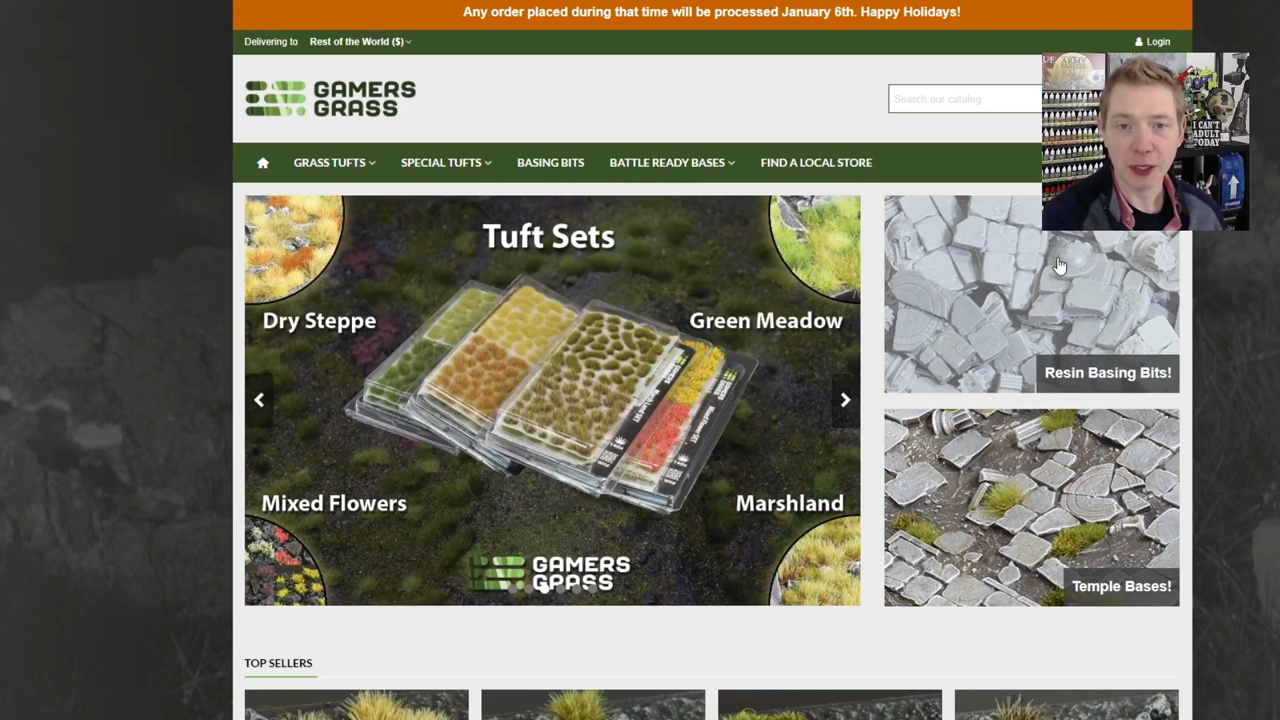 Any order placed during that time will be processed January 6th. Happy Holidays!
Delivering to Rest of the World ($)
Login
GAMERS
GRASS
Search our catalog
ARMY
PAINTER
I CAN'T
ADULT
TODAY
GRASS TUFTS
SPECIAL TUFTS
BASING BITS
BATTLE READY BASES
FIND A LOCAL STORE
Tuft Sets
Dry Steppe
Green Meadow
Mixed Flowers
Marshland
GAMERS
GRASS
Resin Basing Bits!
Temple Bases!
TOP SELLERS